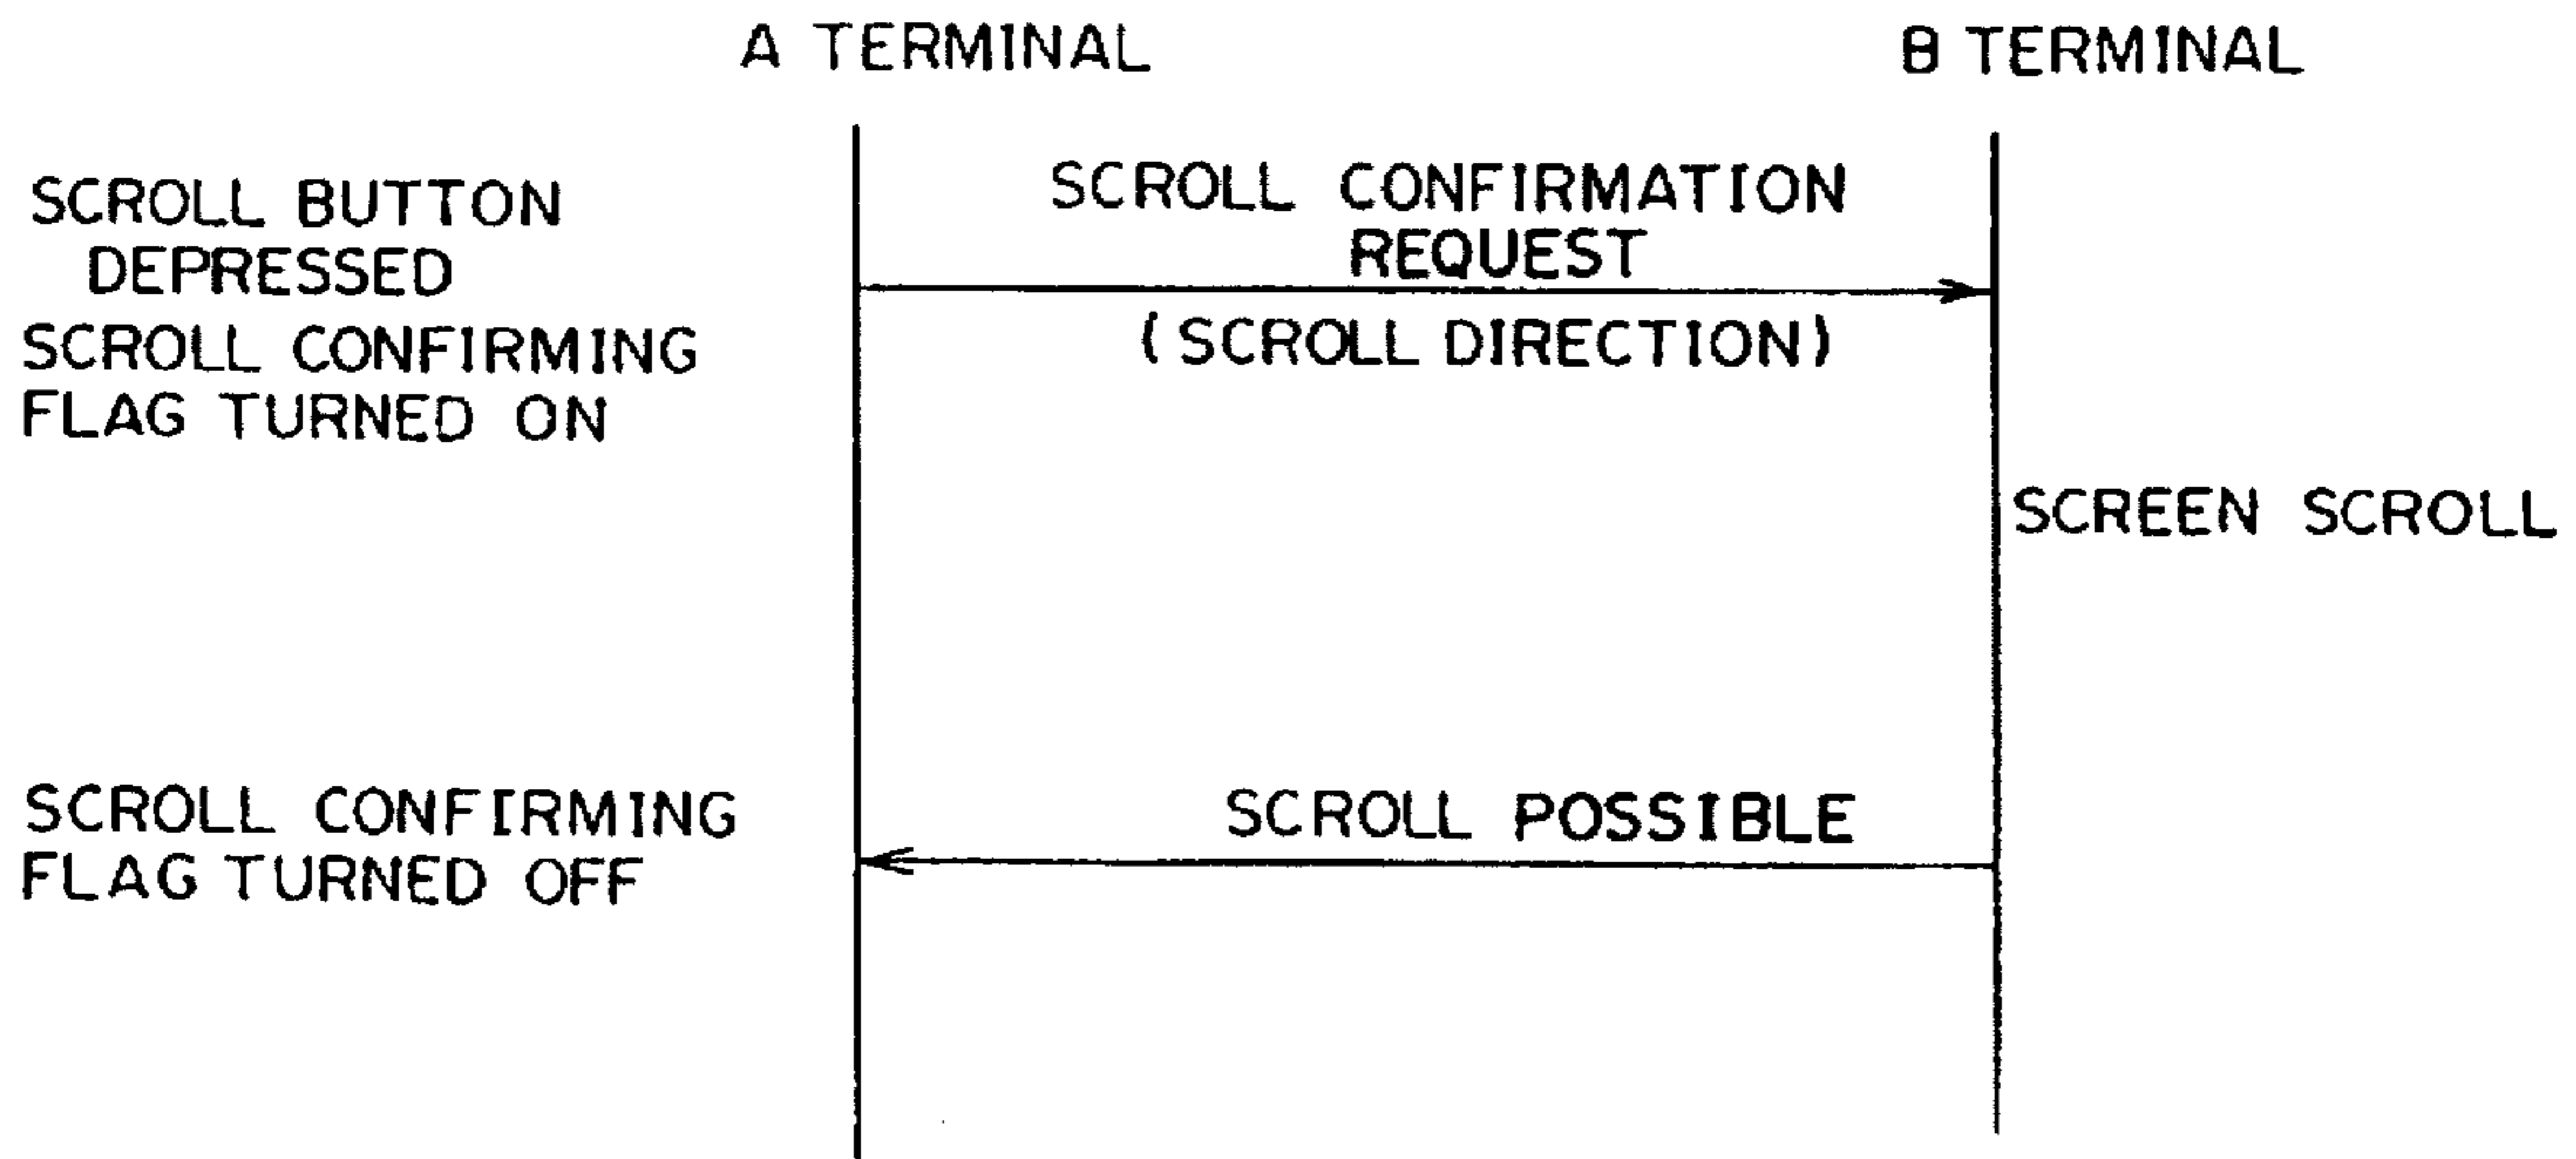 A TERMINAL
B TERMINAL
SCROLL BUTTON
DEPRESSED
SCROLL CONFIRMING
FLAG TURNED ON
SCROLL CONFIRMATION
REQUEST
(SCROLL DIRECTION)
SCREEN SCROLL
SCROLL CONFIRMING
FLAG TURNED OFF
SCROLL POSSIBLE